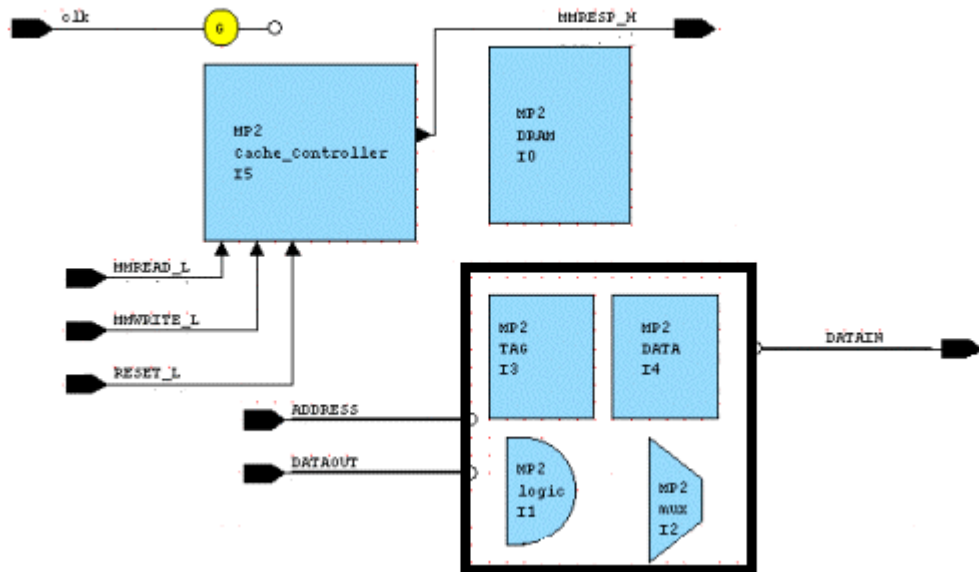 clk
G
MMRESP_H
MP2
Cache_Controller
I5
MP2
DRAM
I0
MMREAD_L
MMWRITE_L
RESET_L
MP2
TAG
I3
MP2
DATA
I4
DATAIN
ADDRESS
DATAOUT
MP2
logic
I1
MP2
mux
I2